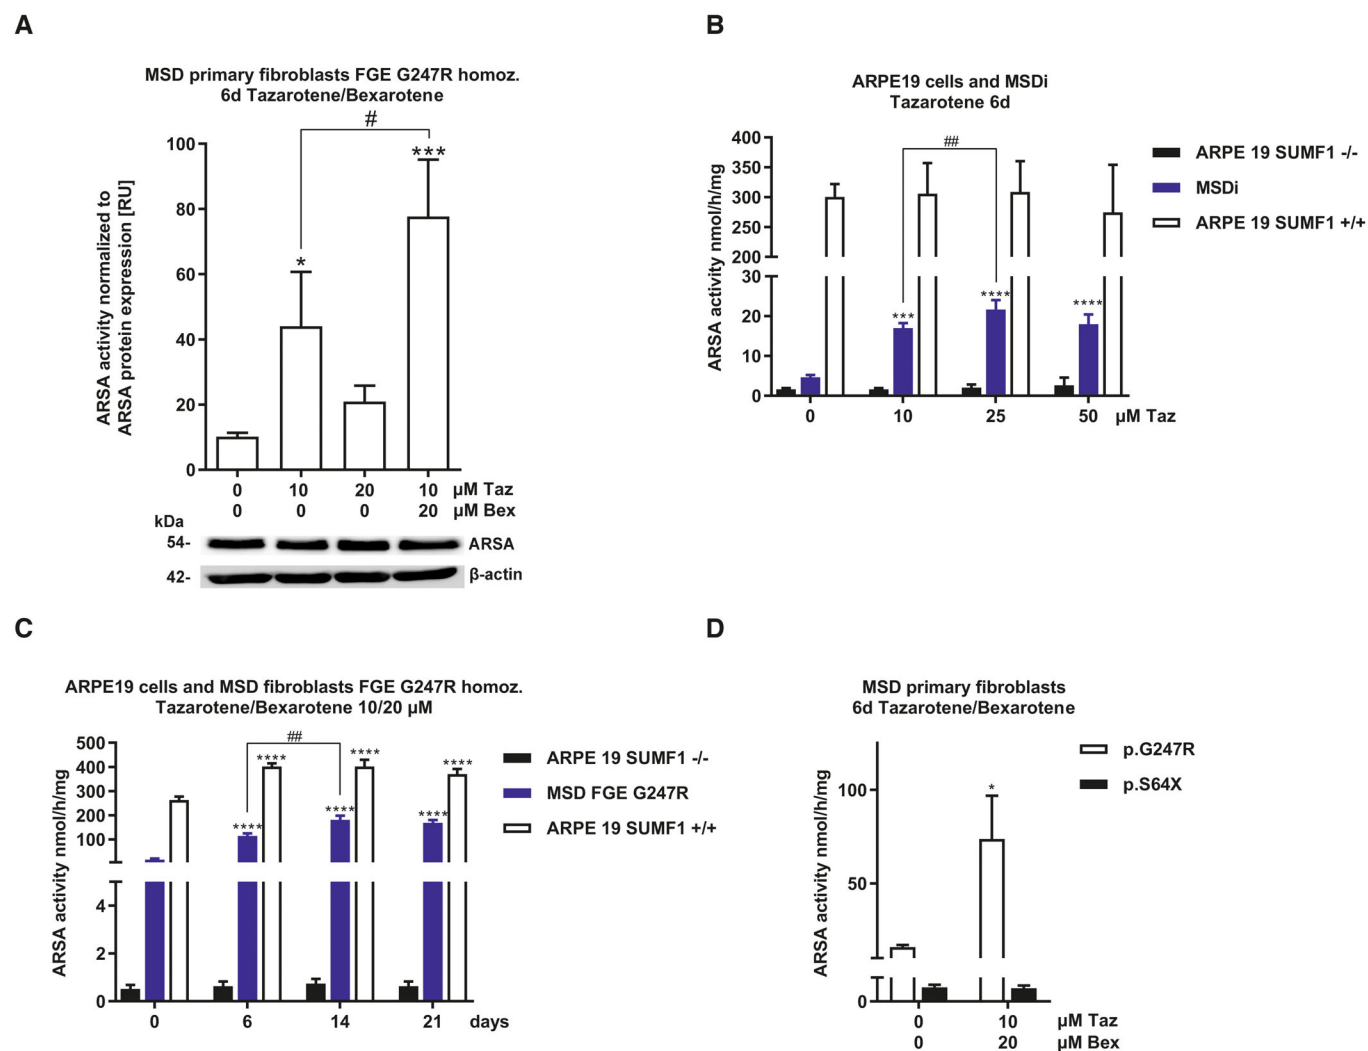 A
MSD primary fibroblasts FGE G247R homoz.
6d Tazarotene/Bexarotene
#
***
*
ARSA activity normalized to
ARSA protein expression [RU]
100
80
60
40
20
0
0 10 20 10 µM Taz
0 0 0 20 µM Bex
kDa
54- ARSA
42- β-actin
B
ARPE19 cells and MSDi
Tazarotene 6d
ARSA activity nmol/h/mg
400
350
300
250
200
30
20
10
0
##
*** **** ****
0 10 25 50 µM Taz
ARPE 19 SUMF1 -/-
MSDi
ARPE 19 SUMF1 +/+
C
ARPE19 cells and MSD fibroblasts FGE G247R homoz.
Tazarotene/Bexarotene 10/20 µM
ARSA activity nmol/h/mg
500
400
300
200
100
4
2
0
##
**** **** ****
**** **** ****
0 6 14 21 days
ARPE 19 SUMF1 -/-
MSD FGE G247R
ARPE 19 SUMF1 +/+
D
MSD primary fibroblasts
6d Tazarotene/Bexarotene
ARSA activity nmol/h/mg
100
50
0
*
0 10 µM Taz
0 20 µM Bex
p.G247R
p.S64X